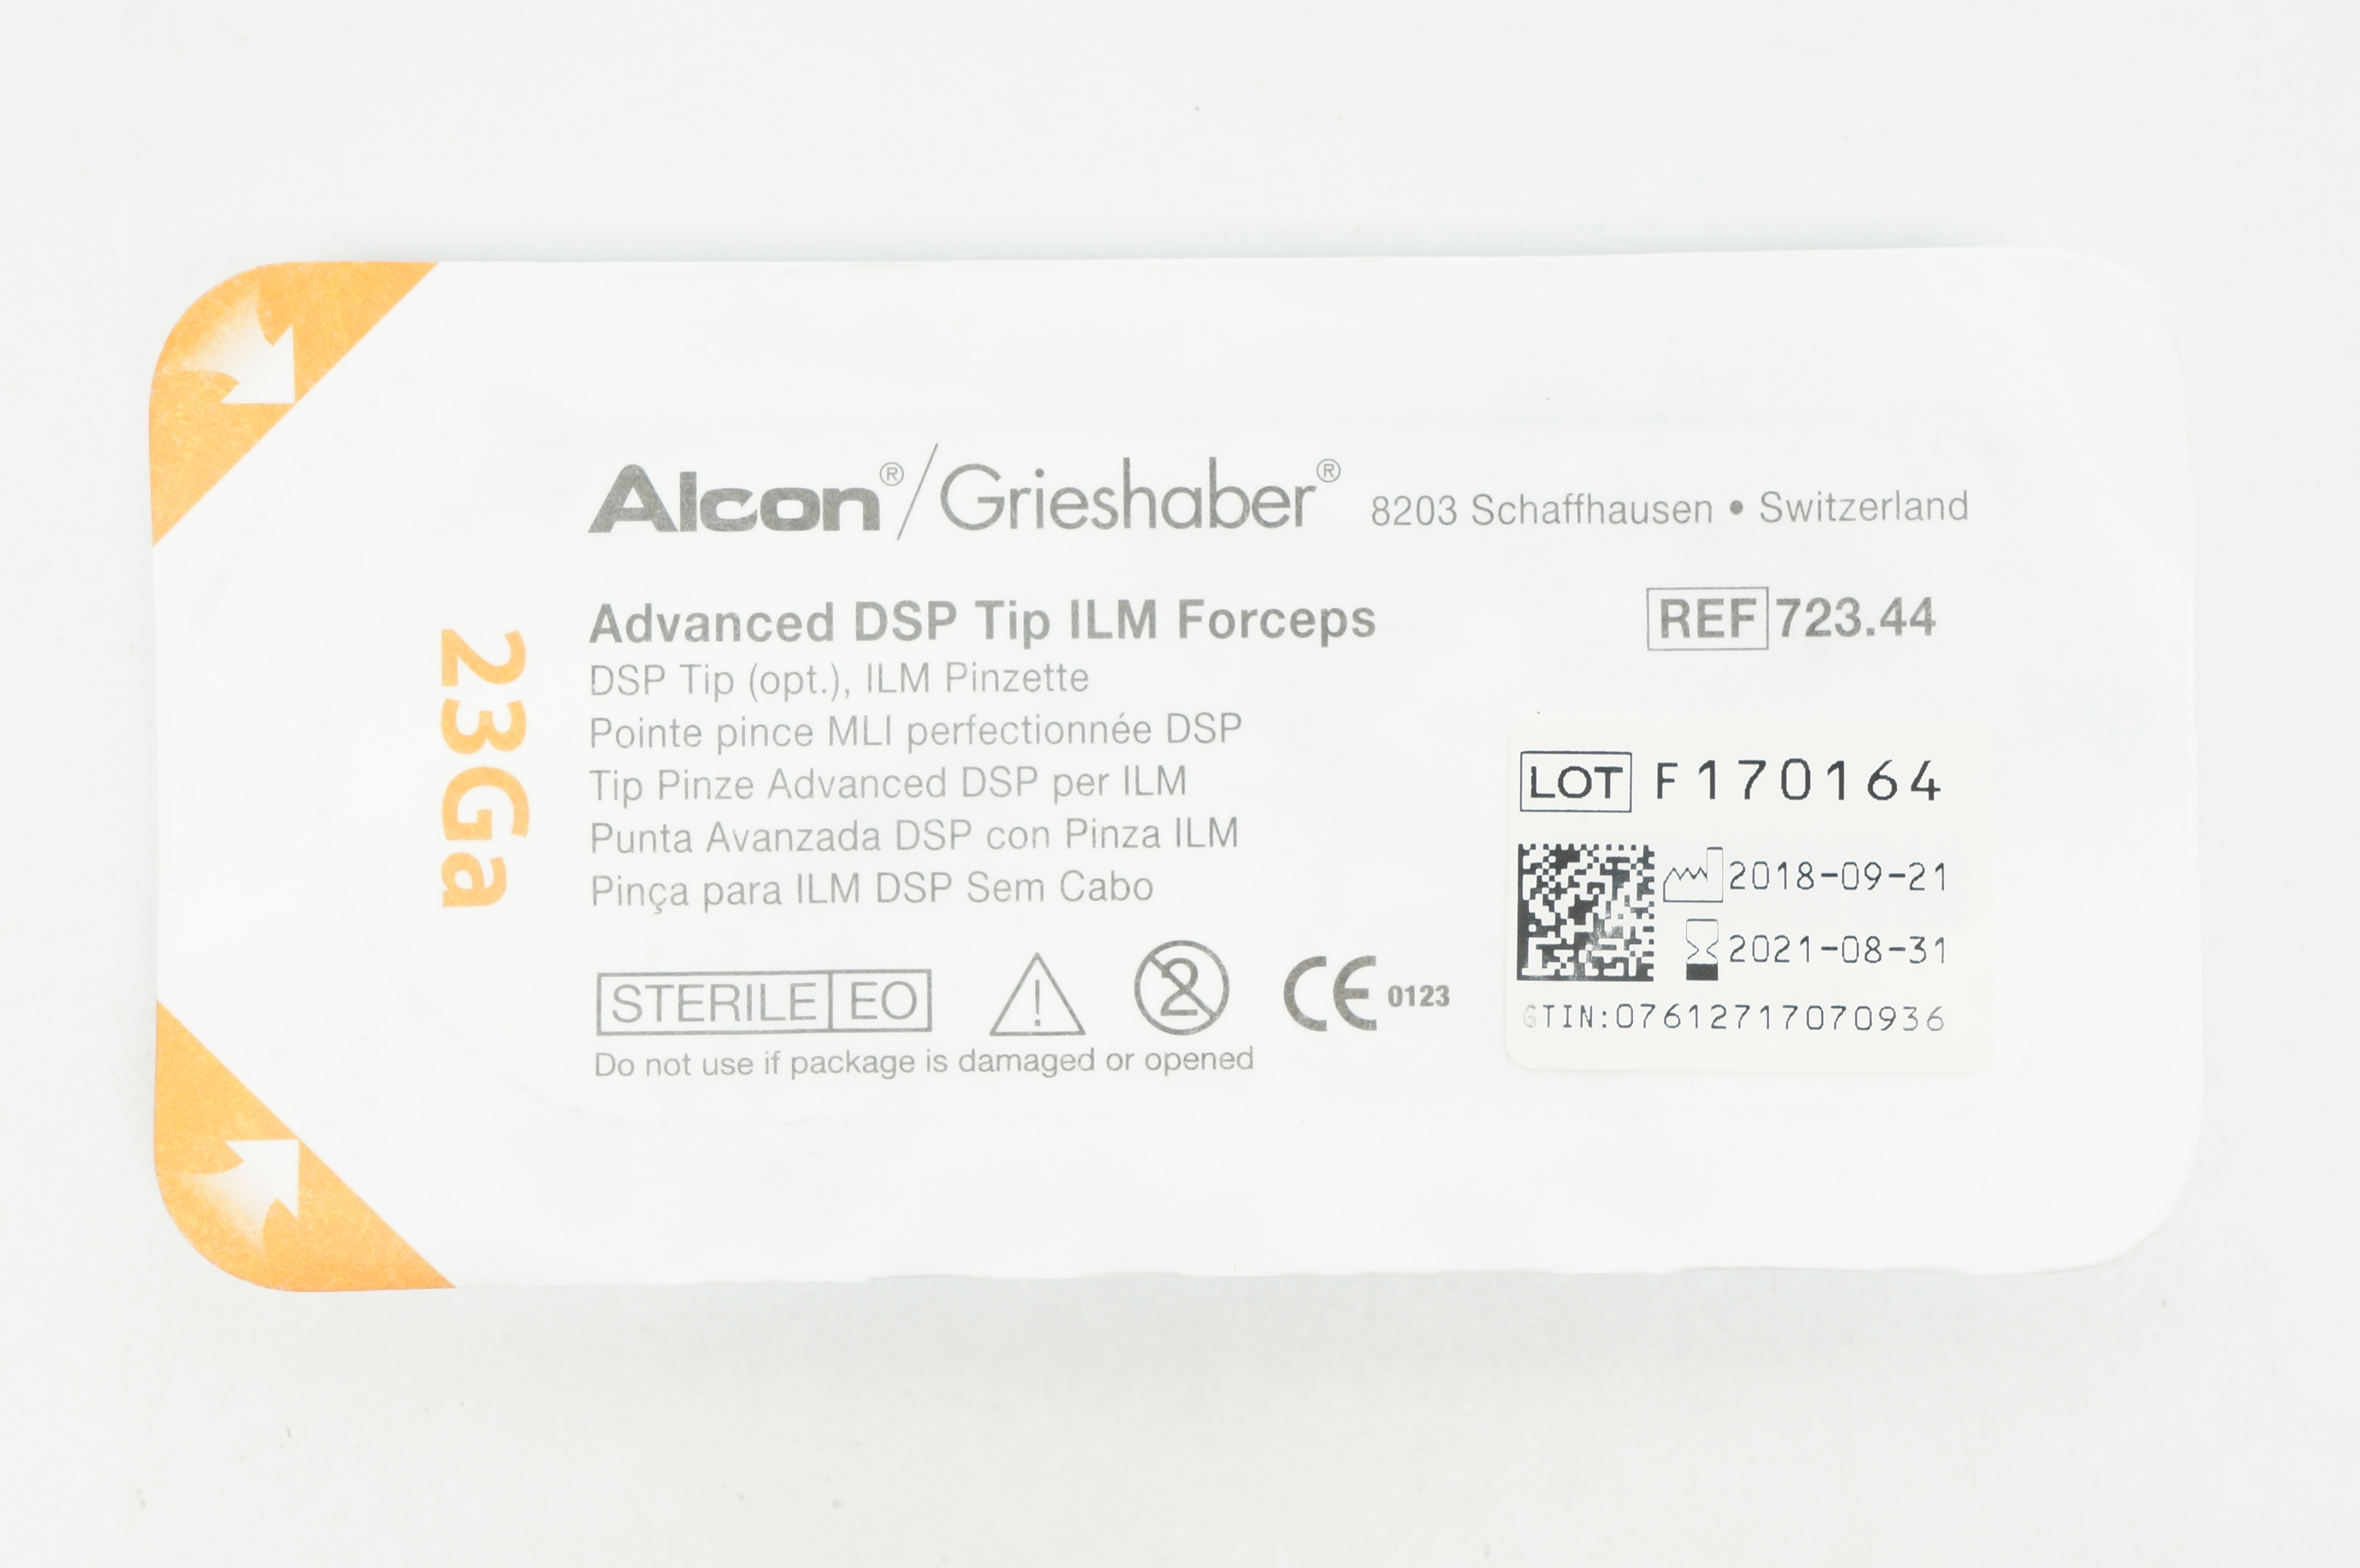 Alcon®/Grieshaber® 8203 Schaffhausen • Switzerland
23Ga
Advanced DSP Tip ILM Forceps
REF 723.44
DSP Tip (opt.), ILM Pinzette
Pointe pince MLI perfectionnée DSP
Tip Pinze Advanced DSP per ILM
Punta Avanzada DSP con Pinza ILM
Pinça para ILM DSP Sem Cabo
LOT F170164
2018-09-21
2021-08-31
GTIN:07612717070936
STERILE EO
2
CE 0123
Do not use if package is damaged or opened